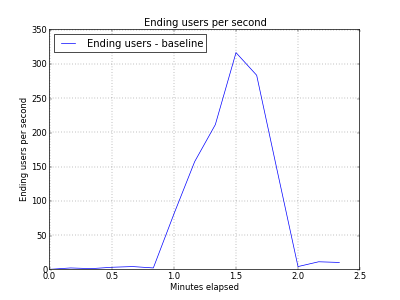 Ending users per second
Ending users - baseline
350
300
250
200
150
100
50
0
Ending users per second
0.0 0.5 1.0 1.5 2.0 2.5
Minutes elapsed